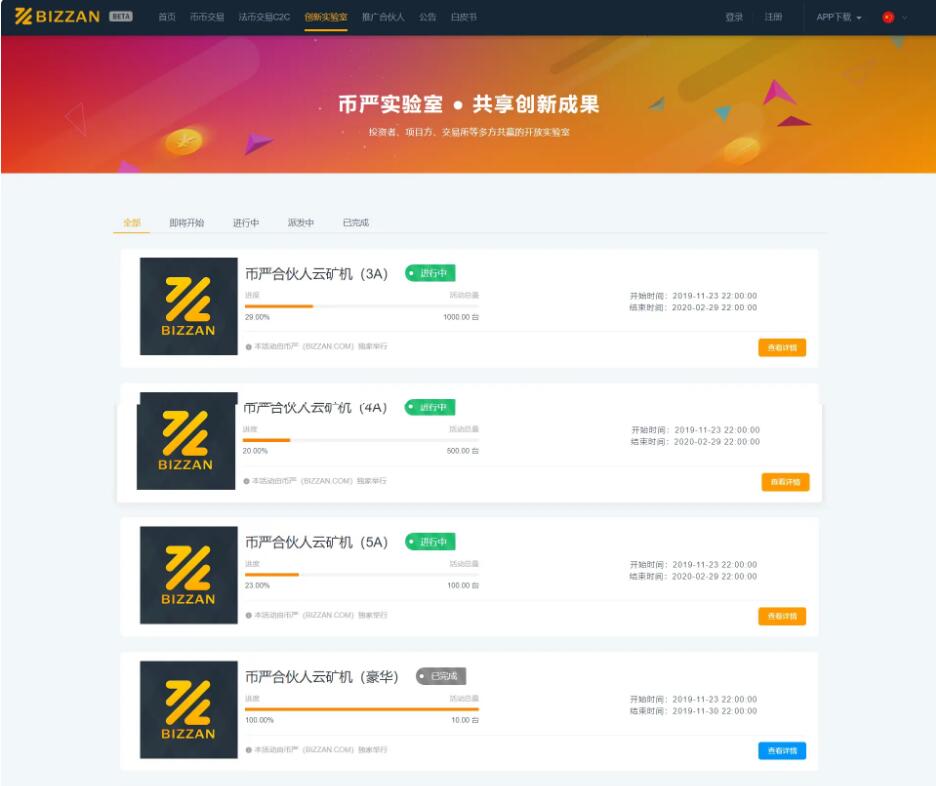 BIZZAN BETA 首页 币币交易 法币交易C2C 创新实验室 推广合伙人 公告 白皮书 登录 注册 APP下载
币严实验室 • 共享创新成果
投资者、项目方、交易所等多方共赢的开放实验室
全部 即将开始 进行中 派发中 已完成
BIZZAN
币严合伙人云矿机（3A） 进行中
进度 活动总量
29.00% 1000.00 台
开始时间：2019-11-23 22:00:00
结束时间：2020-02-29 22:00:00
本活动由币严（BIZZAN.COM）独家举行
查看详情
BIZZAN
币严合伙人云矿机（4A） 进行中
进度 活动总量
20.00% 500.00 台
开始时间：2019-11-23 22:00:00
结束时间：2020-02-29 22:00:00
本活动由币严（BIZZAN.COM）独家举行
查看详情
BIZZAN
币严合伙人云矿机（5A） 进行中
进度 活动总量
23.00% 100.00 台
开始时间：2019-11-23 22:00:00
结束时间：2020-02-29 22:00:00
本活动由币严（BIZZAN.COM）独家举行
查看详情
BIZZAN
币严合伙人云矿机（豪华） 已完成
进度 活动总量
100.00% 10.00 台
开始时间：2019-11-23 22:00:00
结束时间：2019-11-30 22:00:00
本活动由币严（BIZZAN.COM）独家举行
查看详情